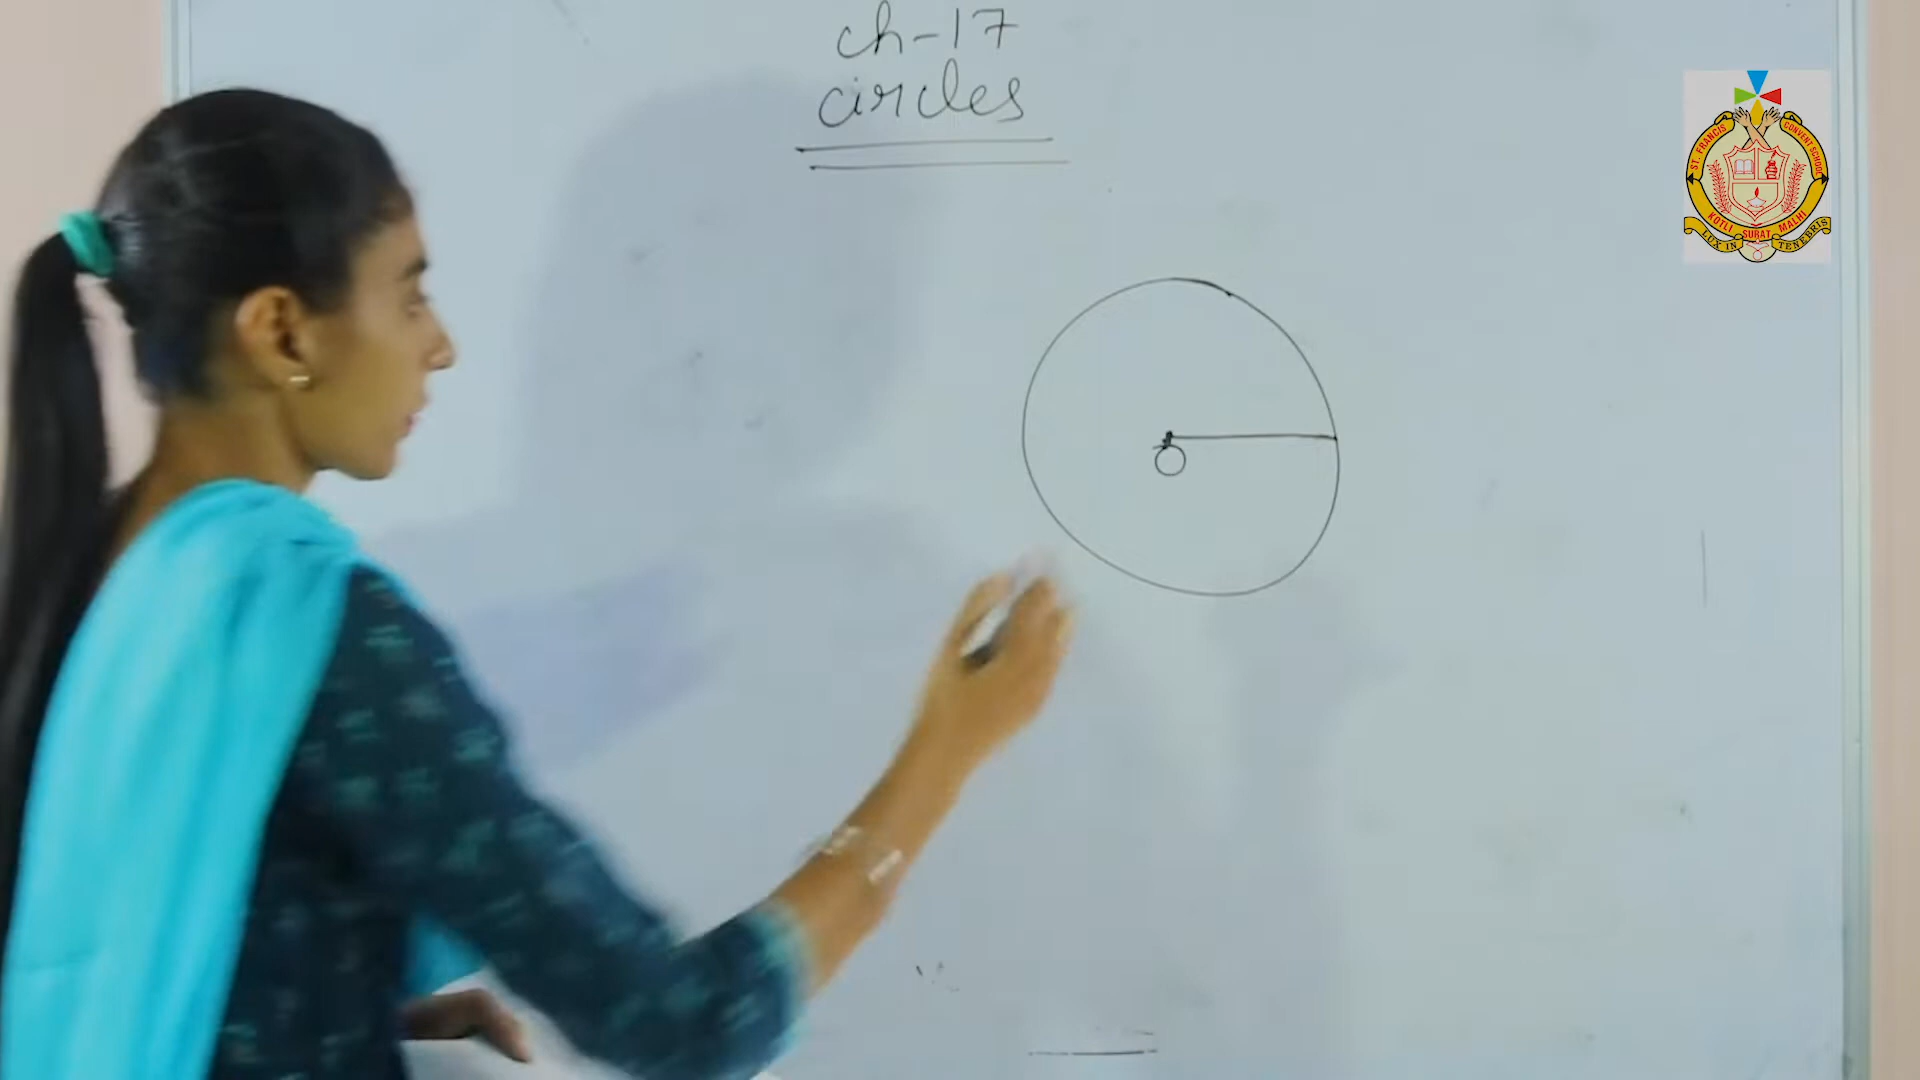 ch-17
circles
O
ST. FRANCIS CONVENT SCHOOL
KOTLI SURAT MALHI
LUX IN TENEBRIS